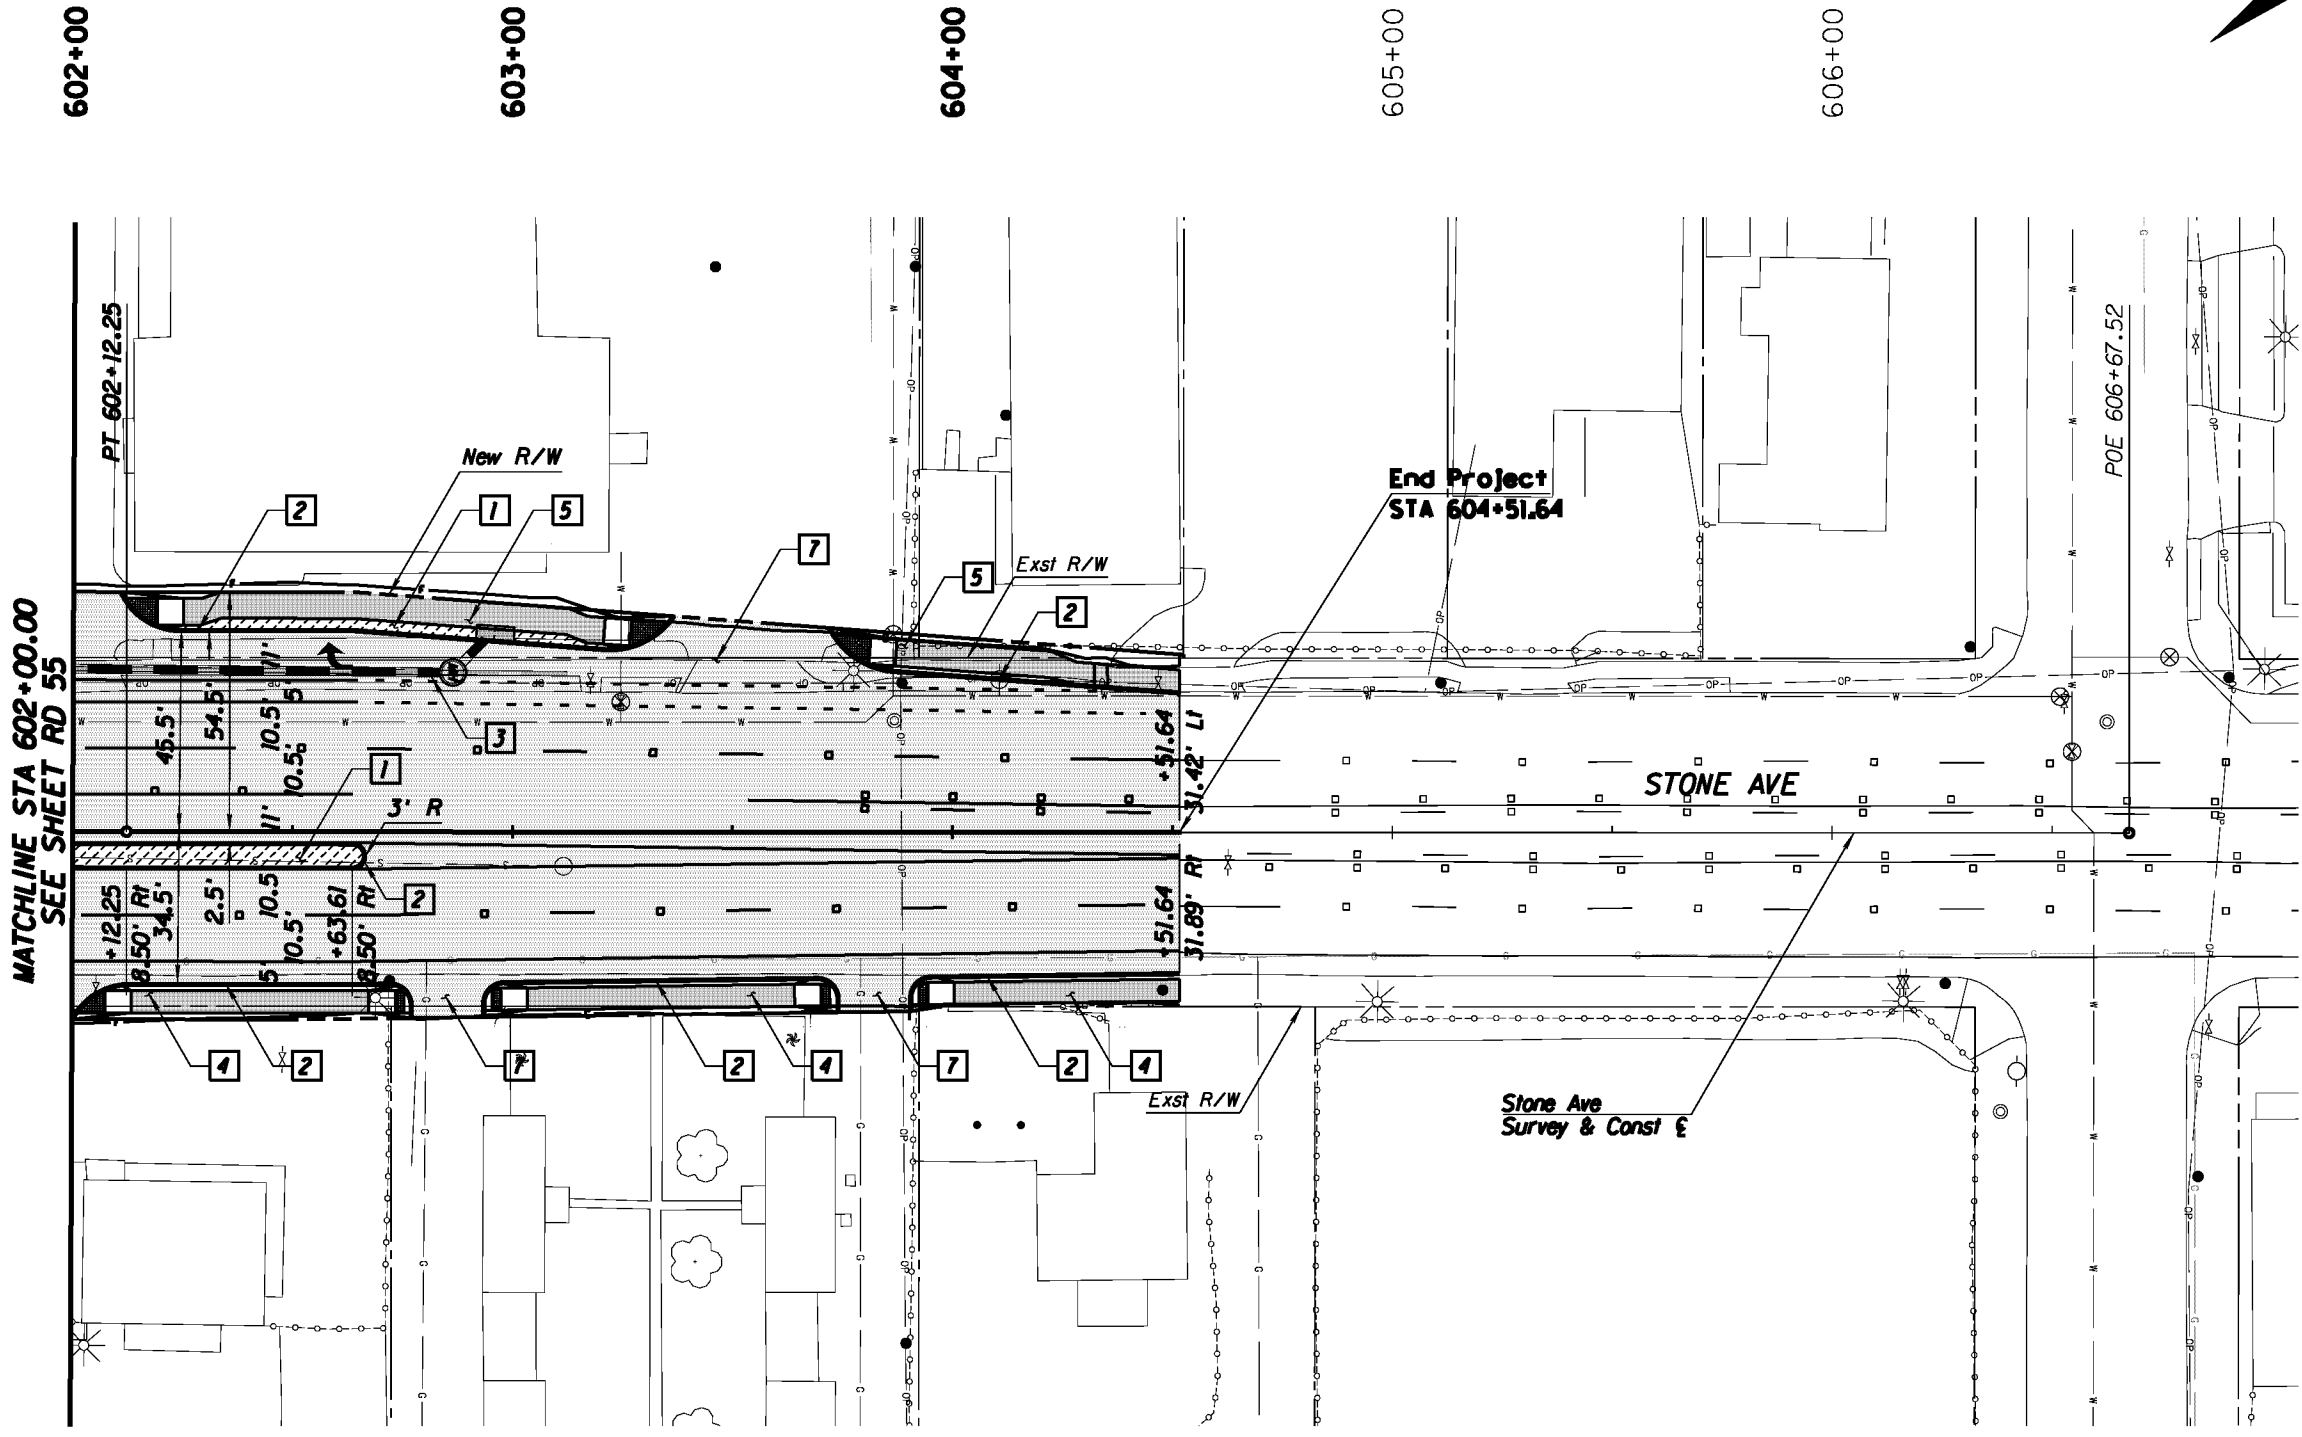 602+00
603+00
604+00
605+00
606+00
PT 602+12.25
POE 606+67.52
New R/W
2
1
5
End Project
STA 604+51.64
7
5
Exst R/W
2
MATCHLINE STA 602+00.00
SEE SHEET RD 55
45.5'
54.5'
11'
5'
10.5'
10.5'
11'
3
1
3' R
+51.64
31.42' Lt
STONE AVE
+12.25
8.50' Rt
34.5'
2.5'
10.5'
10.5'
5'
+63.61
8.50' Rt
2
+51.64
31.89' Rt
4
2
7
2
4
7
2
4
Exst R/W
Stone Ave
Survey & Const ℄